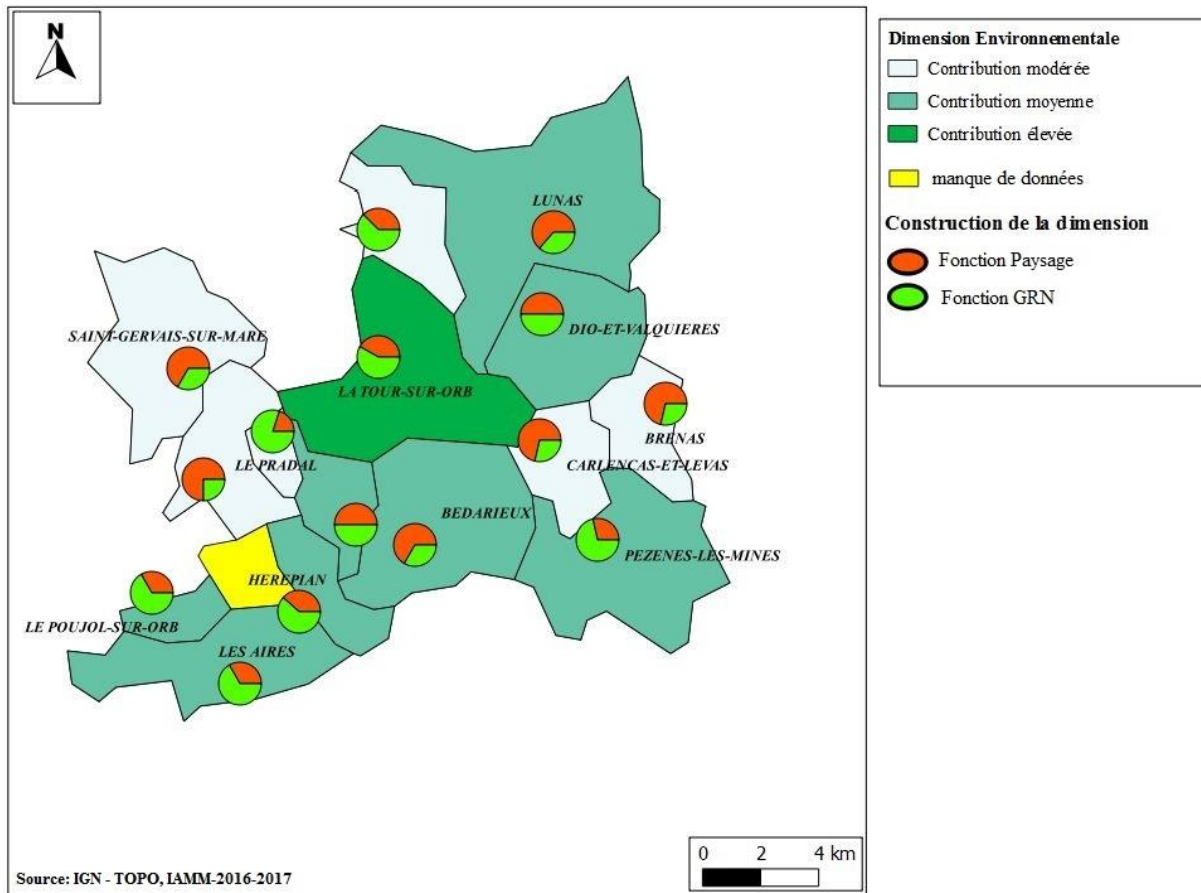 N
LUNAS
DIO-ET-VALQUIERES
SAINT-GERVAIS-SUR-MARE
LA TOUR-SUR-ORB
BRENAS
LE PRADAL
CARLENCAS-ET-LEVAS
BEDARIEUX
PEZENES-LES-MINES
HEREPIAN
LE POUJOL-SUR-ORB
LES AIRES
0 2 4 km
Source: IGN - TOPO, IAMM-2016-2017
Dimension Environnementale
Contribution modérée
Contribution moyenne
Contribution élevée
manque de données
Construction de la dimension
Fonction Paysage
Fonction GRN